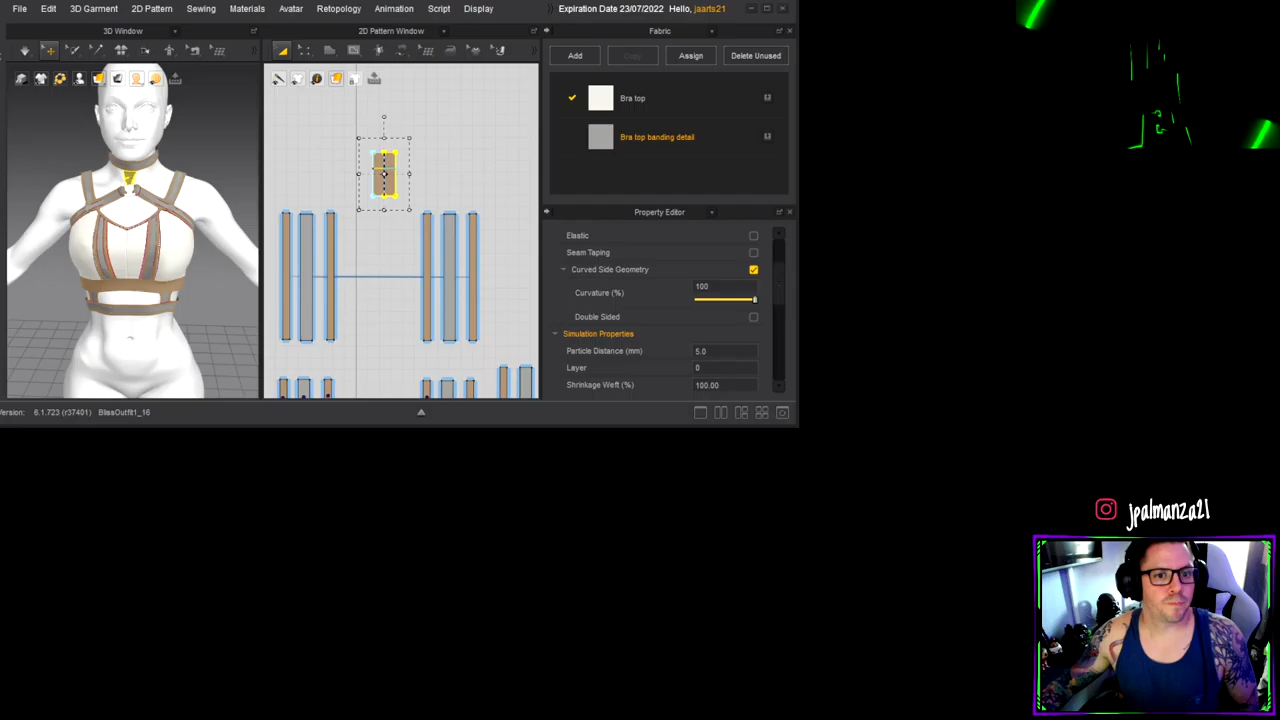 File Edit 3D Garment 2D Pattern Sewing Materials Avatar Retopology Animation Script Display Expiration Date 23/07/2022 Hello, jaarts21
3D Window 2D Pattern Window Fabric
Add Copy Assign Delete Unused
Bra top
Bra top banding detail
Property Editor
Elastic
Seam Taping
Curved Side Geometry
Curvature (%) 100
Double Sided
Simulation Properties
Particle Distance (mm) 5.0
Layer 0
Shrinkage Weft (%) 100.00
Version: 6.1.723 (r37401) BlissOutfit1_16
jpalmanza21